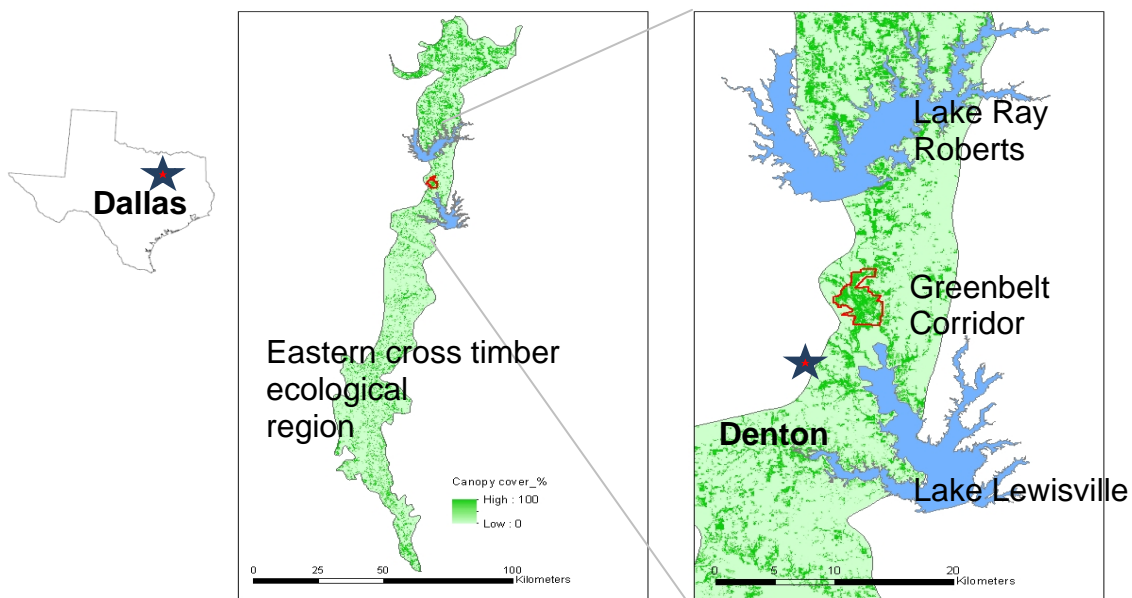 Dallas
Eastern cross timber
ecological
region
Canopy cover_%
High : 100
Low : 0
0 25 50 100
Kilometers
Lake Ray
Roberts
Greenbelt
Corridor
Denton
Lake Lewisville
0 5 10 20
Kilometers